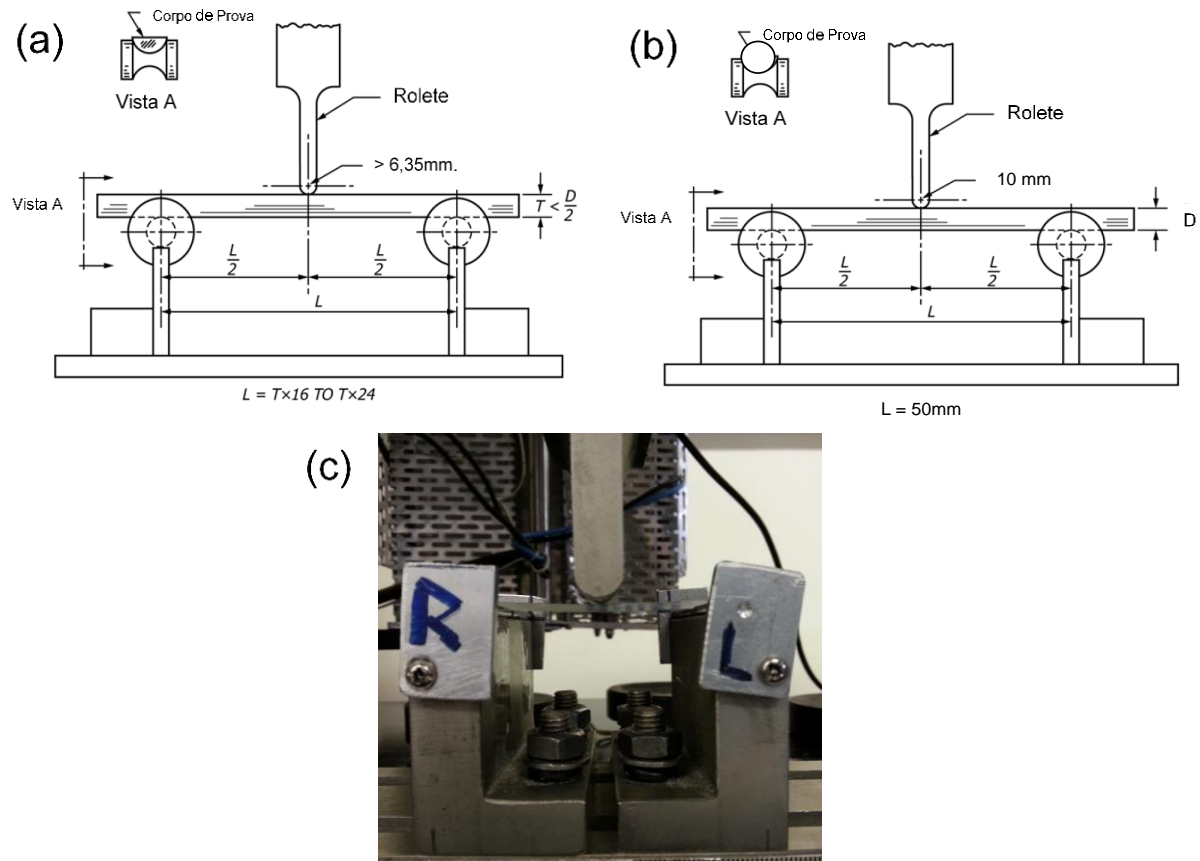 (a)
Corpo de Prova
Vista A
Rolete
> 6,35mm.
Vista A
T < D/2
L/2
L/2
L
L = T×16 TO T×24
(b)
Corpo de Prova
Vista A
Rolete
10 mm
Vista A
D
L/2
L/2
L
L = 50mm
(c)
R
L